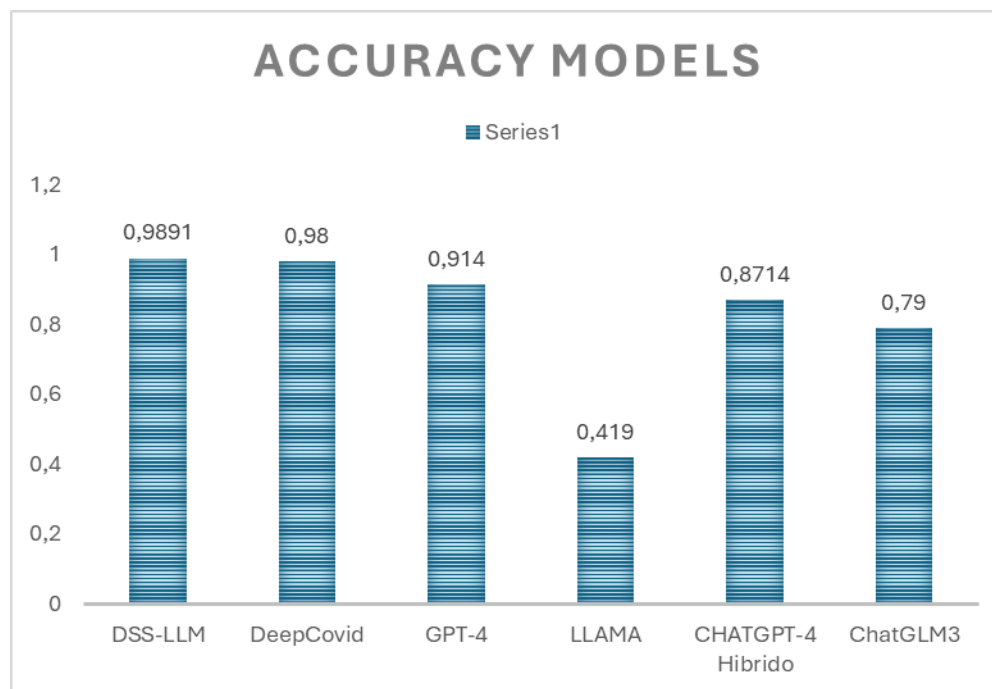 ACCURACY MODELS
Series1
1,2
1
0,8
0,6
0,4
0,2
0
0,9891
0,98
0,914
0,419
0,8714
0,79
DSS-LLM
DeepCovid
GPT-4
LLAMA
CHATGPT-4
Hibrido
ChatGLM3